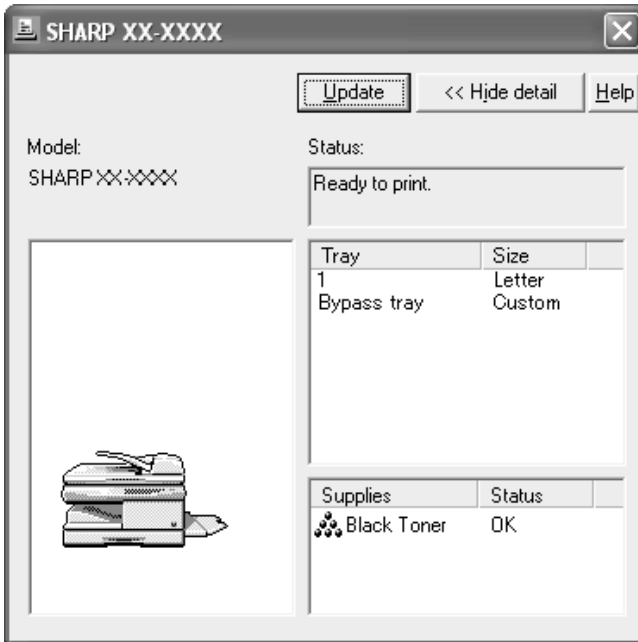 SHARP XX-XXXX
Update
<< Hide detail
Help
Model:
SHARP XX-XXXX
Status:
Ready to print.
Tray Size
1 Letter
Bypass tray Custom
Supplies Status
Black Toner OK